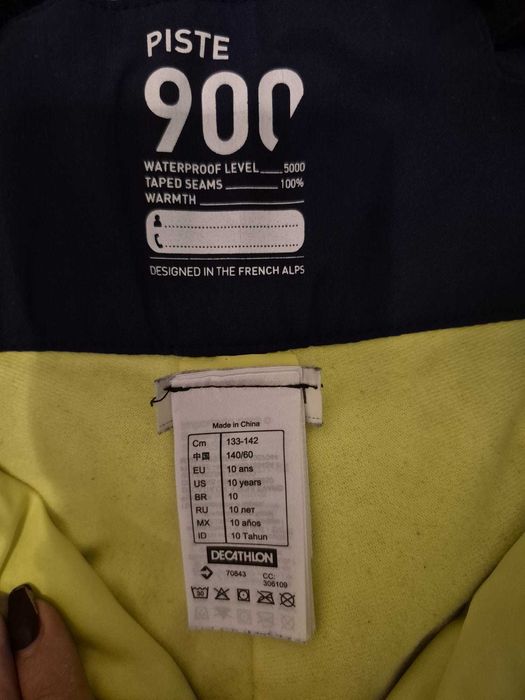 PISTE
900
WATERPROOF LEVEL 5000
TAPED SEAMS 100%
WARMTH
DESIGNED IN THE FRENCH ALPS
Made in China
Cm 133-142
中国 140/60
EU 10 ans
US 10 years
BR 10
RU 10 лет
MX 10 años
ID 10 Tahun
DECATHLON
70843 CC:
306109
30